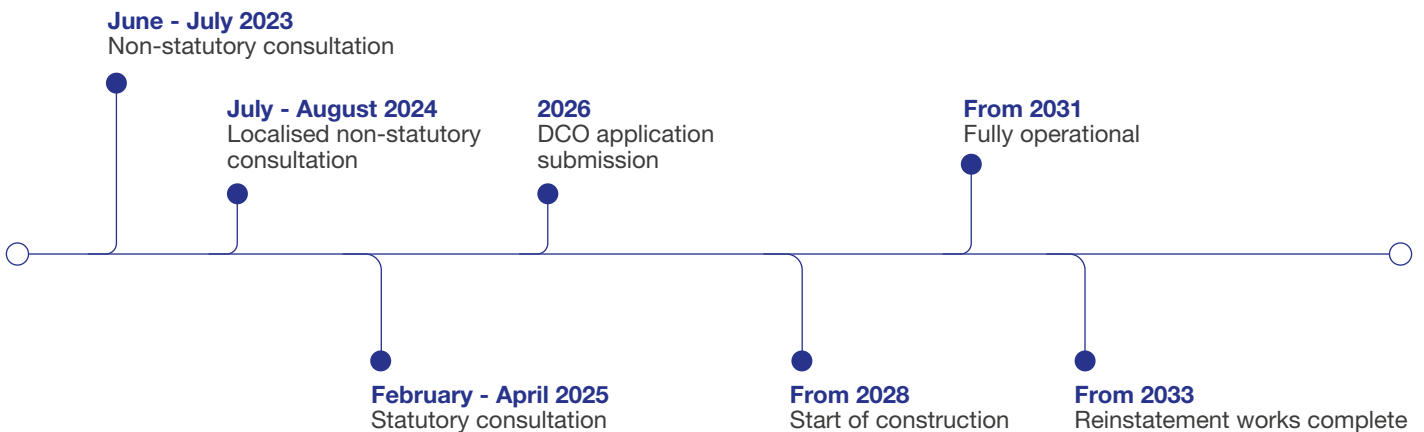 June - July 2023
Non-statutory consultation
July - August 2024
Localised non-statutory
consultation
2026
DCO application
submission
From 2031
Fully operational
February - April 2025
Statutory consultation
From 2028
Start of construction
From 2033
Reinstatement works complete